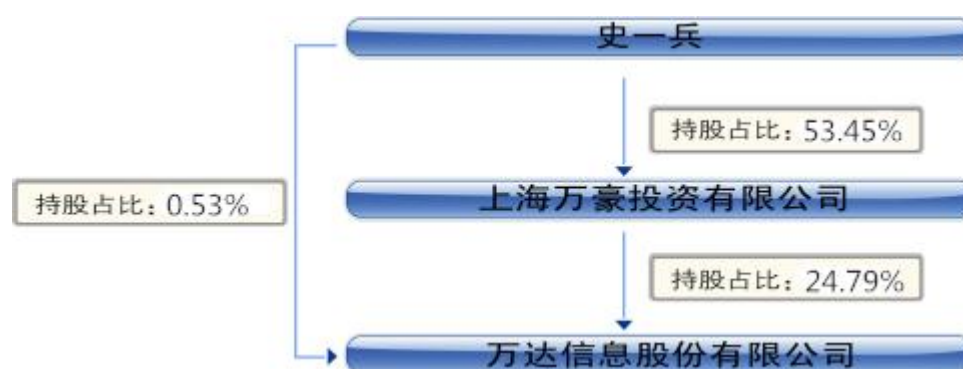 史一兵
持股占比：53.45%
持股占比：0.53%
上海万豪投资有限公司
持股占比：24.79%
万达信息股份有限公司